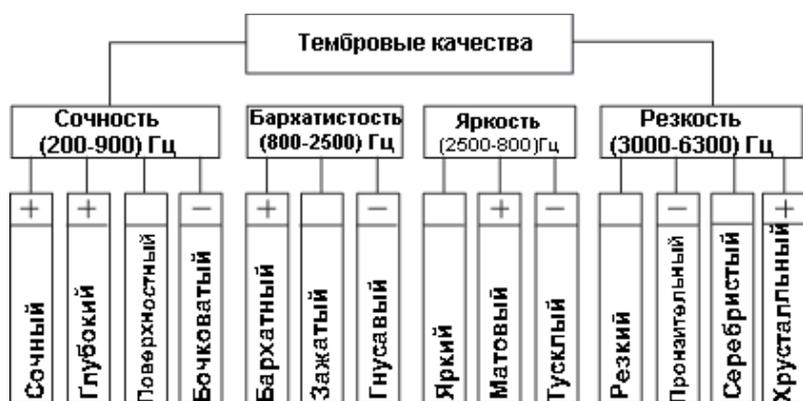 Тембровые качества
Сочность
(200-900) Гц
Бархатистость
(800-2500) Гц
Яркость
(2500-800)Гц
Резкость
(3000-6300) Гц
+
+
−
+
−
+
−
−
+
Сочный
Глубокий
Поверхностный
Бочковатый
Бархатный
Зажатый
Гнусавый
Яркий
Матовый
Тусклый
Резкий
Пронзительный
Серебристый
Хрусталльный